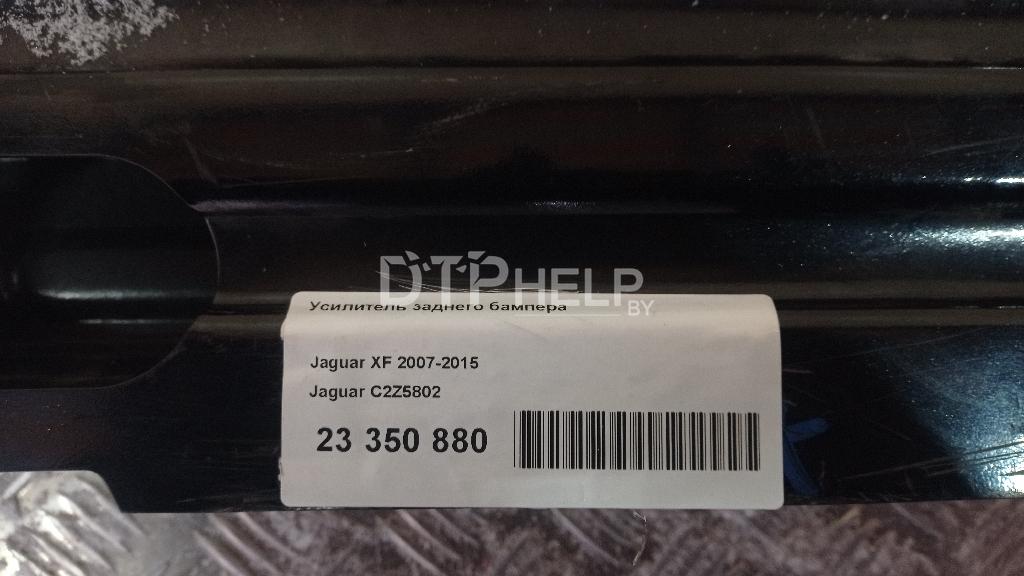 DTPHELP
BY
Усилитель заднего бампера
Jaguar XF 2007-2015
Jaguar C2Z5802
23 350 880